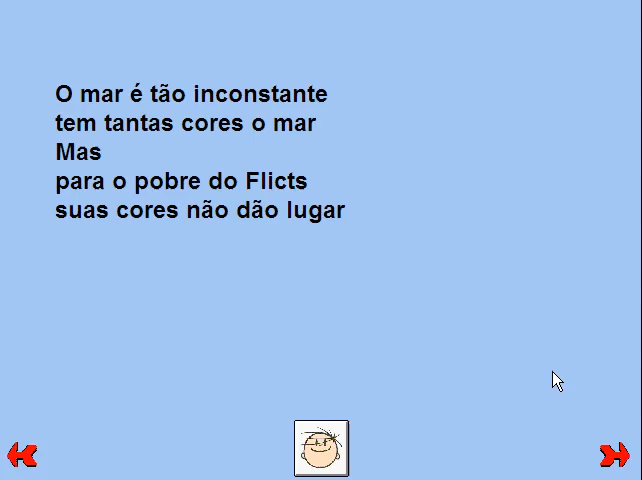 O mar é tão inconstante
tem tantas cores o mar
Mas
para o pobre do Flicts
suas cores não dão lugar